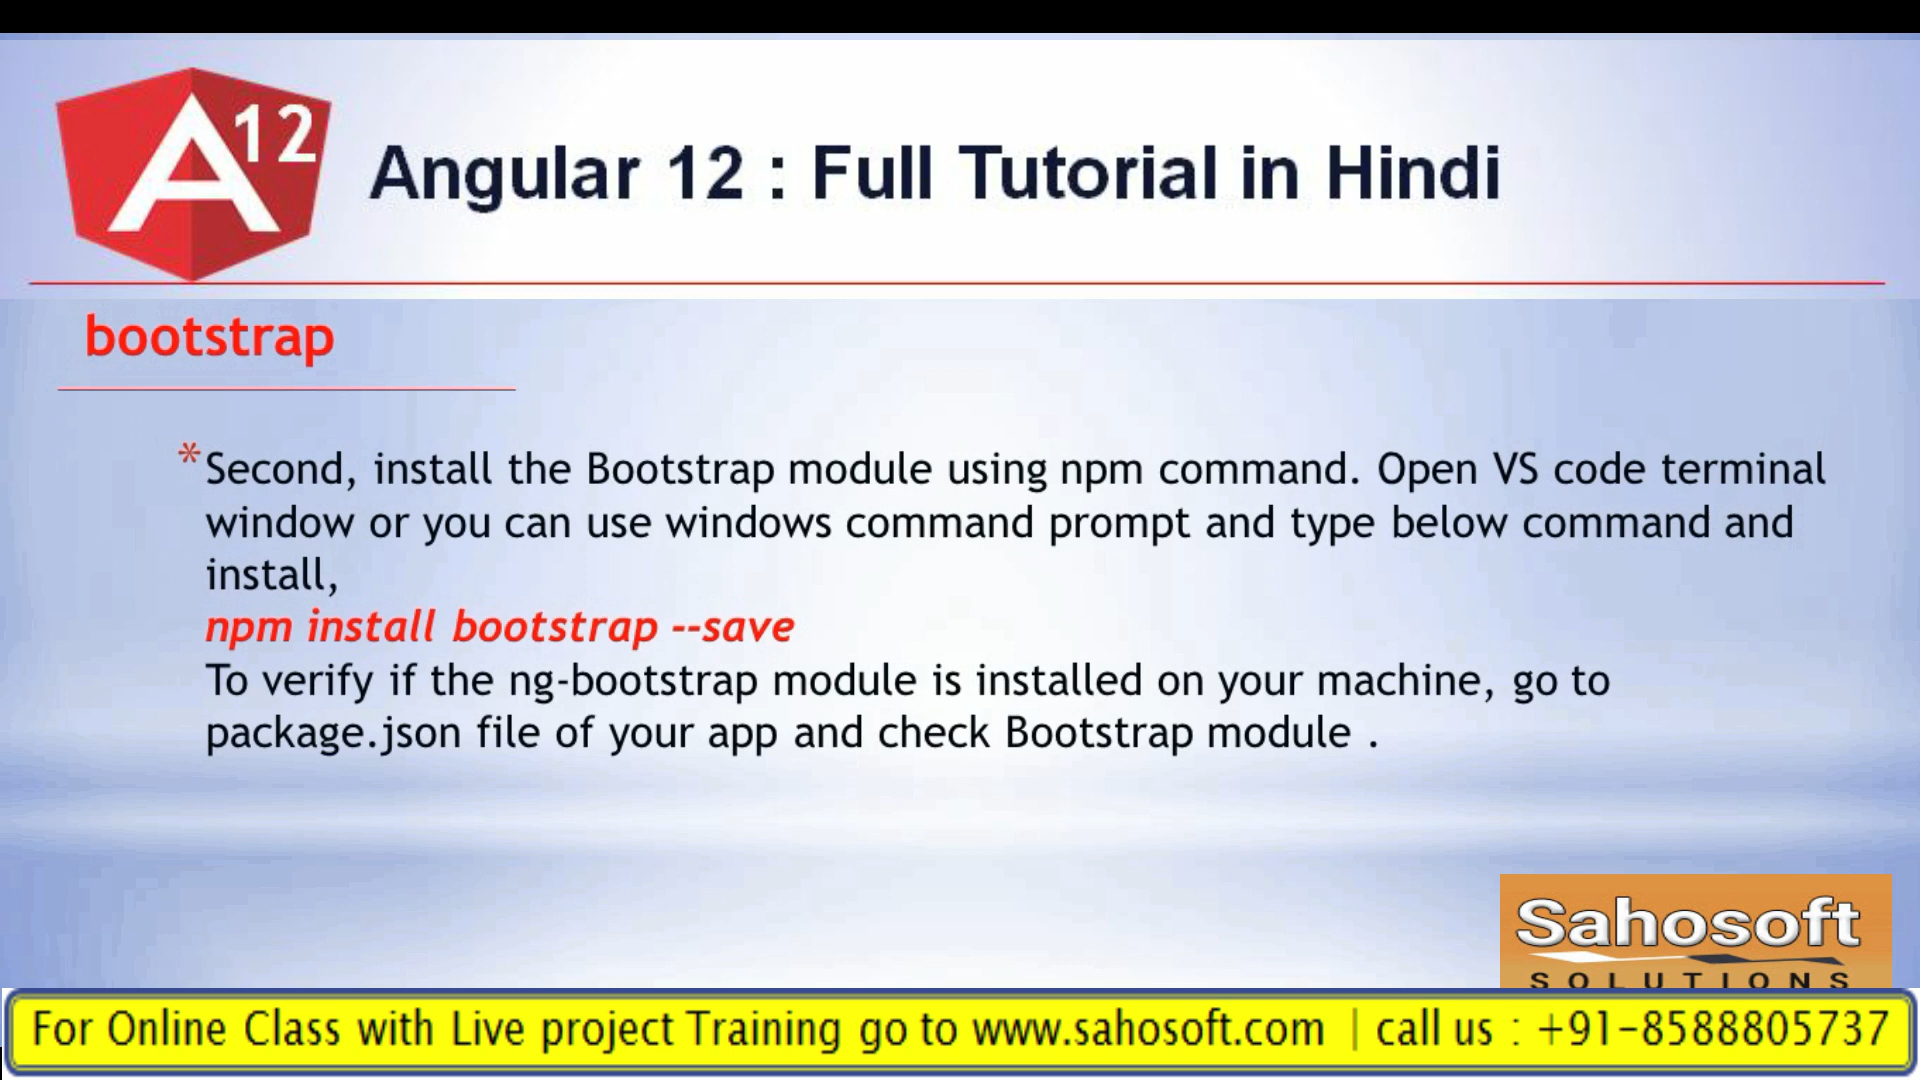 A12
Angular 12 : Full Tutorial in Hindi
bootstrap
*Second, install the Bootstrap module using npm command. Open VS code terminal
window or you can use windows command prompt and type below command and
install,
npm install bootstrap --save
To verify if the ng-bootstrap module is installed on your machine, go to
package.json file of your app and check Bootstrap module .
Sahosoft
SOLUTIONS
For Online Class with Live project Training go to www.sahosoft.com | call us : +91-8588805737